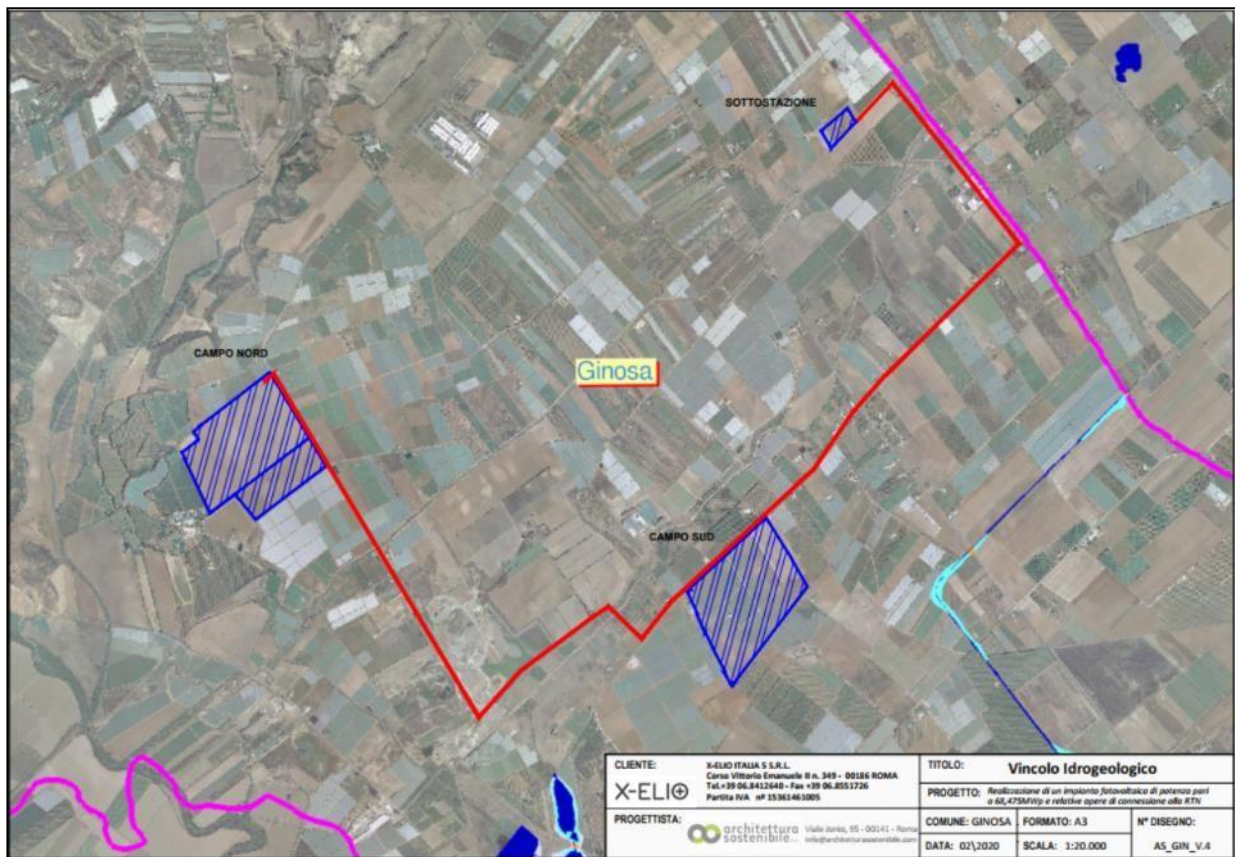 SOTTOSTAZIONE
CAMPO NORD
Ginosa
CAMPO SUD
CLIENTE:
X-ELIO
X-ELIO ITALIA 5 S.R.L.
Corso Vittorio Emanuele II n. 349 - 00186 ROMA
Tel.+39 06.8412640 - Fax +39 06.8551726
Partita IVA n° 15361461005
TITOLO: Vincolo Idrogeologico
PROGETTO: Realizzazione di un impianto fotovoltaico di potenza pari
a 68,475MWp e relative opere di connessione alla RTN
PROGETTISTA:
architettura
sostenibile
Viale Jonio, 95 - 00141 - Roma
info@architetturasostenibile.com
COMUNE: GINOSA FORMATO: A3 N° DISEGNO:
DATA: 02\2020 SCALA: 1:20.000 AS_GIN_V.4